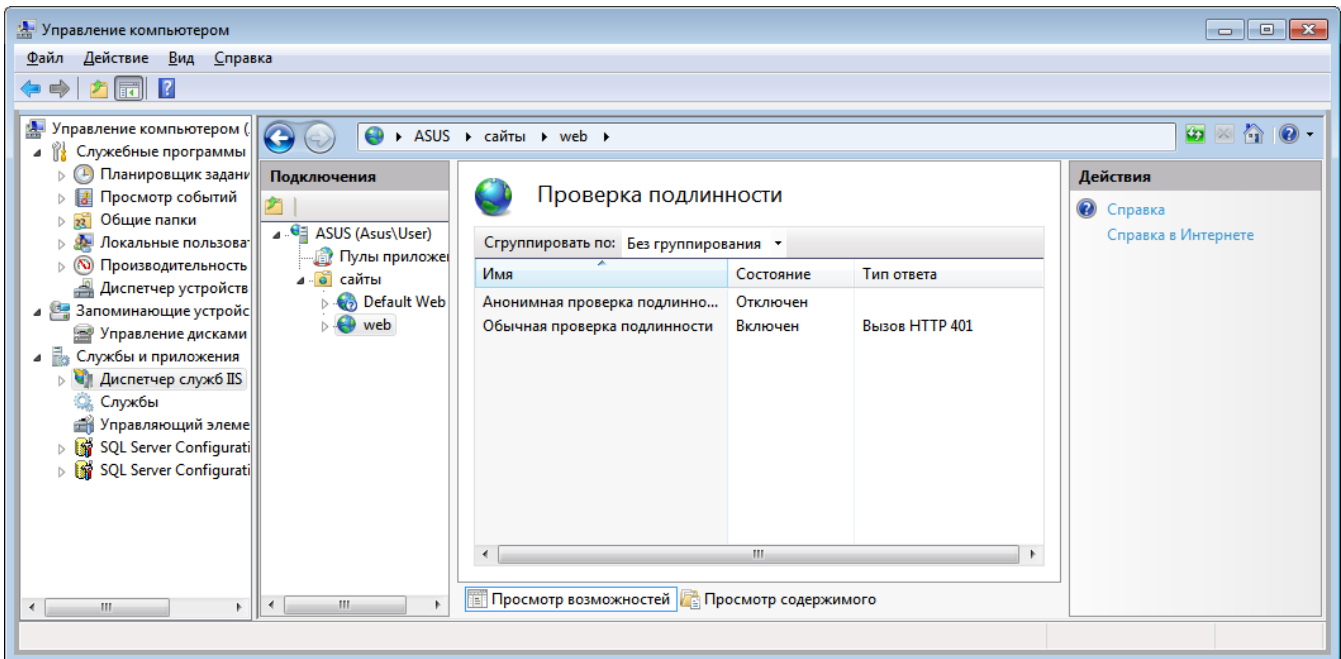 Управление компьютером
Файл Действие Вид Справка
Управление компьютером (.
Служебные программы
Планировщик задани
Просмотр событий
Общие папки
Локальные пользова
Производительность
Диспетчер устройств
Запоминающие устройс
Управление дисками
Службы и приложения
Диспетчер служб IIS
Службы
Управляющий элеме
SQL Server Configurati
SQL Server Configurati
ASUS сайты web
Подключения
ASUS (Asus\User)
Пулы приложе
сайты
Default Web
web
Проверка подлинности
Сгруппировать по: Без группирования
Имя Состояние Тип ответа
Анонимная проверка подлинно... Отключен
Обычная проверка подлинности Включен Вызов HTTP 401
Просмотр возможностей Просмотр содержимого
Действия
Справка
Справка в Интернете